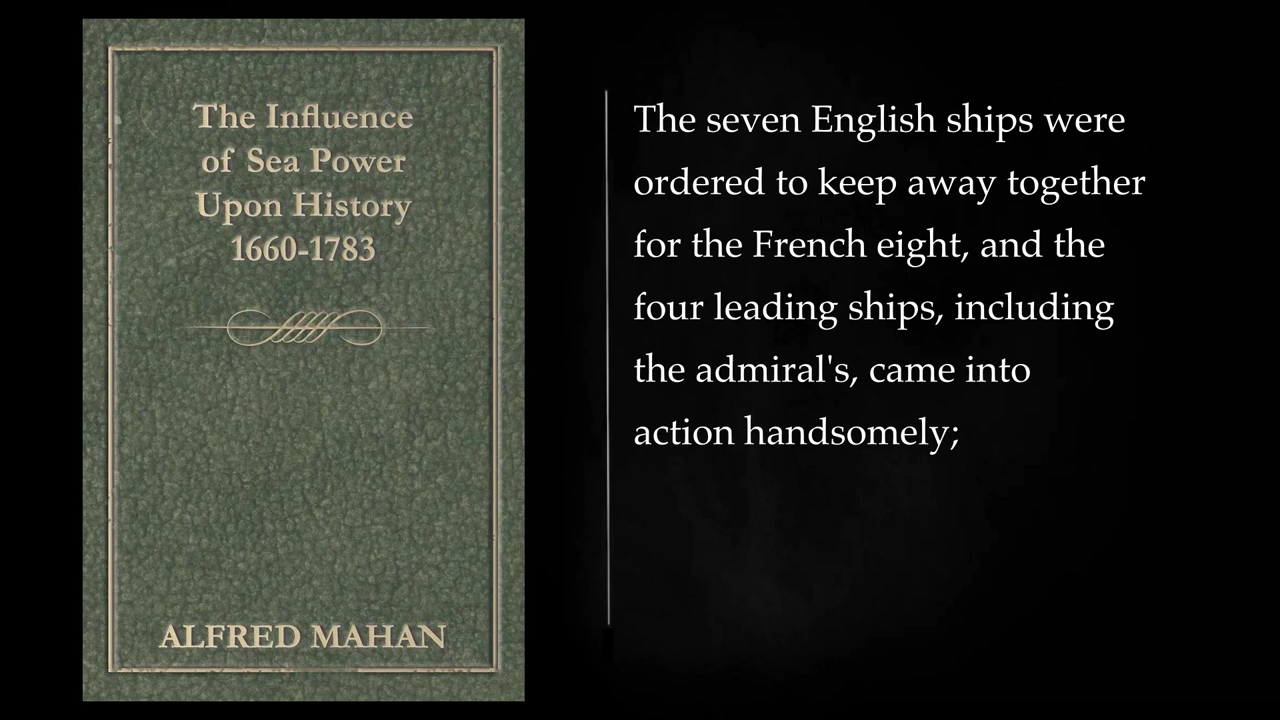 The Influence
of Sea Power
Upon History
1660-1783
ALFRED MAHAN
The seven English ships were
ordered to keep away together
for the French eight, and the
four leading ships, including
the admiral's, came into
action handsomely;